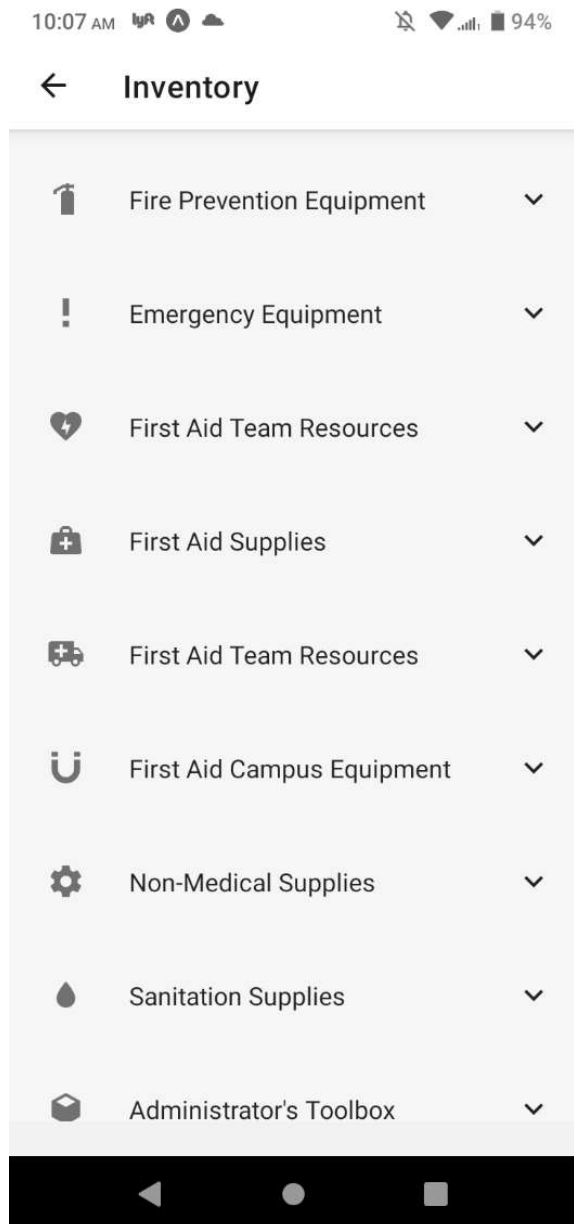 10:07 AM lyft 94%
Inventory
Fire Prevention Equipment
Emergency Equipment
First Aid Team Resources
First Aid Supplies
First Aid Team Resources
First Aid Campus Equipment
Non-Medical Supplies
Sanitation Supplies
Administrator's Toolbox